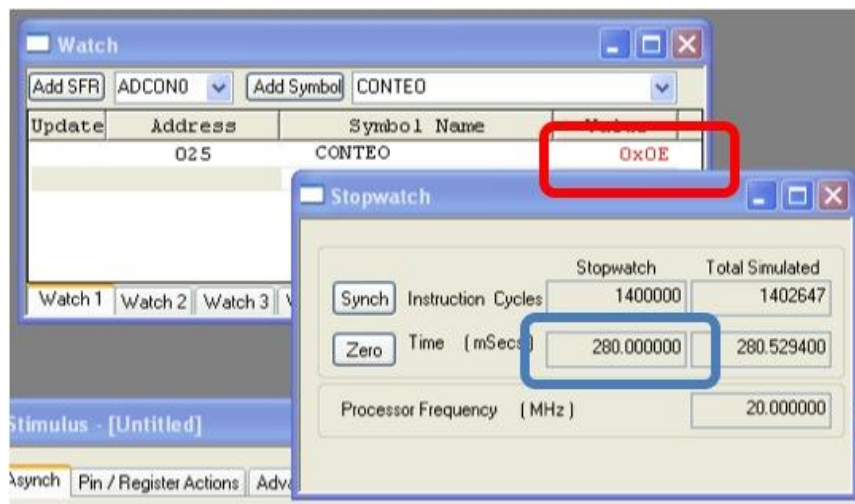 Watch
Add SFR ADCON0 Add Symbol CONTEO
Update Address Symbol Name
025 CONTEO 0x0E
Stopwatch
Stopwatch Total Simulated
Synch Instruction Cycles 1400000 1402647
Zero Time (mSecs) 280.000000 280.529400
Processor Frequency (MHz) 20.000000
Watch 1 Watch 2 Watch 3
Stimulus - [Untitled]
Asynch Pin / Register Actions